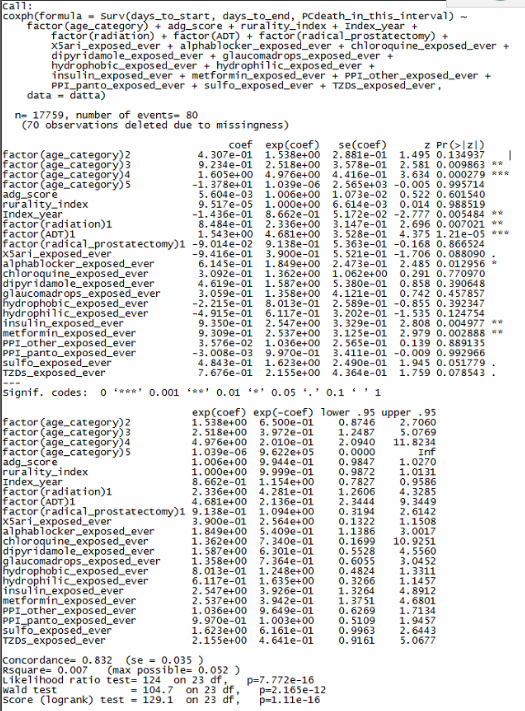 Call:
coxph(formula = Surv(days_to_start, days_to_end, PCdeath_in_this_interval) ~
    factor(age_category) + adg_score + rurality_index + Index_year +
        factor(radiation) + factor(ADT) + factor(radical_prostatectomy) +
        X5ari_exposed_ever + alphablocker_exposed_ever + chloroquine_exposed_ever +
        dipyridamole_exposed_ever + glaucomadrops_exposed_ever +
        hydrophobic_exposed_ever + hydrophilic_exposed_ever +
        insulin_exposed_ever + metformin_exposed_ever + PPI_other_exposed_ever +
        PPI_panto_exposed_ever + sulfo_exposed_ever + TZDs_exposed_ever,
    data = datta)
  n= 17759, number of events= 80
   (70 observations deleted due to missingness)
coef exp(coef) se(coef) z Pr(>|z|)
factor(age_category)2 4.307e-01 1.538e+00 2.881e-01 1.495 0.134937
factor(age_category)3 9.234e-01 2.518e+00 3.578e-01 2.581 0.009863 **
factor(age_category)4 1.605e+00 4.976e+00 4.416e-01 3.634 0.000279 ***
factor(age_category)5 -1.378e+01 1.039e-06 2.565e+03 -0.005 0.995714
adg_score 5.604e-03 1.006e+00 1.073e-02 0.522 0.601540
rurality_index 9.517e-05 1.000e+00 6.614e-03 0.014 0.988519
Index_year -1.436e-01 8.662e-01 5.172e-02 -2.777 0.005484 **
factor(radiation)1 8.484e-01 2.336e+00 3.147e-01 2.696 0.007021 **
factor(ADT)1 1.543e+00 4.681e+00 3.528e-01 4.375 1.21e-05 ***
factor(radical_prostatectomy)1 -9.014e-02 9.138e-01 5.363e-01 -0.168 0.866524
X5ari_exposed_ever -9.416e-01 3.900e-01 5.521e-01 -1.706 0.088090 .
alphablocker_exposed_ever 6.145e-01 1.849e+00 2.473e-01 2.485 0.012956 *
chloroquine_exposed_ever 3.092e-01 1.362e+00 1.062e+00 0.291 0.770970
dipyridamole_exposed_ever 4.619e-01 1.587e+00 5.380e-01 0.858 0.390648
glaucomadrops_exposed_ever 3.059e-01 1.358e+00 4.121e-01 0.742 0.457857
hydrophobic_exposed_ever -2.215e-01 8.013e-01 2.589e-01 -0.855 0.392347
hydrophilic_exposed_ever -4.915e-01 6.117e-01 3.202e-01 -1.535 0.124754
insulin_exposed_ever 9.350e-01 2.547e+00 3.329e-01 2.808 0.004977 **
metformin_exposed_ever 9.309e-01 2.537e+00 3.125e-01 2.979 0.002888 **
PPI_other_exposed_ever 3.576e-02 1.036e+00 2.565e-01 0.139 0.889135
PPI_panto_exposed_ever -3.008e-03 9.970e-01 3.411e-01 -0.009 0.992966
sulfo_exposed_ever 4.843e-01 1.623e+00 2.490e-01 1.945 0.051779 .
TZDs_exposed_ever 7.676e-01 2.155e+00 4.364e-01 1.759 0.078543 .
---
Signif. codes:  0 ‘***’ 0.001 ‘**’ 0.01 ‘*’ 0.05 ‘.’ 0.1 ‘ ’ 1
exp(coef) exp(-coef) lower .95 upper .95
factor(age_category)2 1.538e+00 6.500e-01 0.8746 2.7060
factor(age_category)3 2.518e+00 3.972e-01 1.2487 5.0769
factor(age_category)4 4.976e+00 2.010e-01 2.0940 11.8234
factor(age_category)5 1.039e-06 9.622e+05 0.0000 Inf
adg_score 1.006e+00 9.944e-01 0.9847 1.0270
rurality_index 1.000e+00 9.999e-01 0.9872 1.0131
Index_year 8.662e-01 1.154e+00 0.7827 0.9586
factor(radiation)1 2.336e+00 4.281e-01 1.2606 4.3285
factor(ADT)1 4.681e+00 2.136e-01 2.3444 9.3449
factor(radical_prostatectomy)1 9.138e-01 1.094e+00 0.3194 2.6142
X5ari_exposed_ever 3.900e-01 2.564e+00 0.1322 1.1508
alphablocker_exposed_ever 1.849e+00 5.409e-01 1.1386 3.0017
chloroquine_exposed_ever 1.362e+00 7.340e-01 0.1699 10.9251
dipyridamole_exposed_ever 1.587e+00 6.301e-01 0.5528 4.5560
glaucomadrops_exposed_ever 1.358e+00 7.364e-01 0.6055 3.0452
hydrophobic_exposed_ever 8.013e-01 1.248e+00 0.4824 1.3311
hydrophilic_exposed_ever 6.117e-01 1.635e+00 0.3266 1.1457
insulin_exposed_ever 2.547e+00 3.926e-01 1.3264 4.8912
metformin_exposed_ever 2.537e+00 3.942e-01 1.3751 4.6801
PPI_other_exposed_ever 1.036e+00 9.649e-01 0.6269 1.7134
PPI_panto_exposed_ever 9.970e-01 1.003e+00 0.5109 1.9457
sulfo_exposed_ever 1.623e+00 6.161e-01 0.9963 2.6443
TZDs_exposed_ever 2.155e+00 4.641e-01 0.9161 5.0677
Concordance= 0.832  (se = 0.035 )
Rsquare= 0.007   (max possible= 0.052 )
Likelihood ratio test= 124  on 23 df,   p=7.772e-16
Wald test            = 104.7  on 23 df,   p=2.165e-12
Score (logrank) test = 129.1  on 23 df,   p=1.11e-16